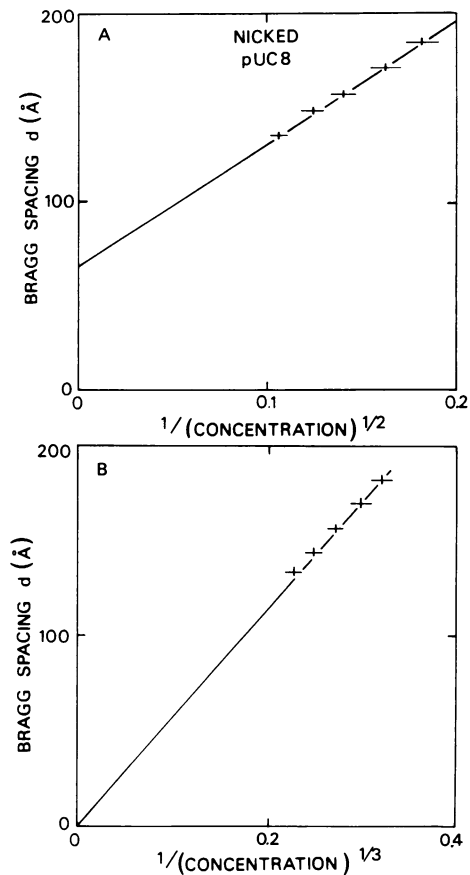 A
NICKED
pUC8
200
100
0
BRAGG SPACING d (Å)
0
0.1
0.2
1/(CONCENTRATION) 1/2
B
200
100
0
BRAGG SPACING d (Å)
0
0.2
0.4
1/(CONCENTRATION) 1/3